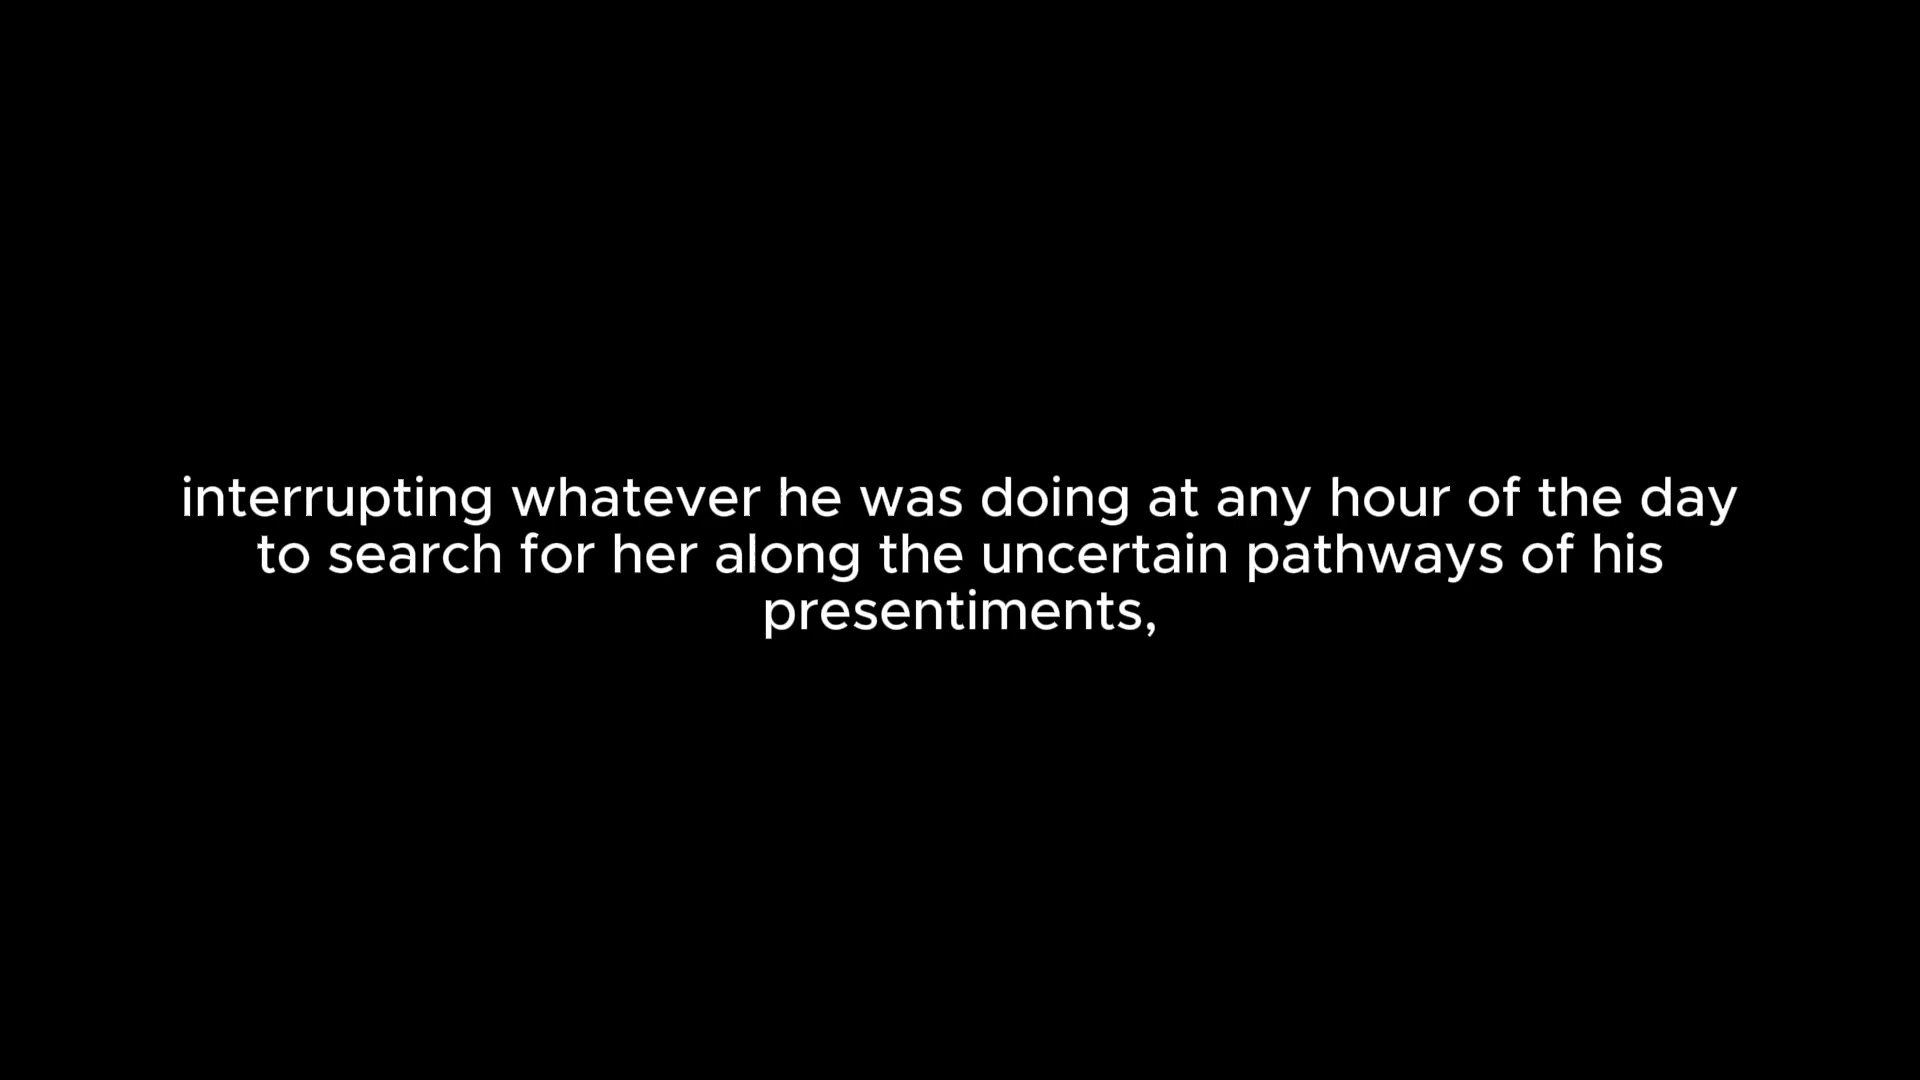 interrupting whatever he was doing at any hour of the day
to search for her along the uncertain pathways of his
presentiments,